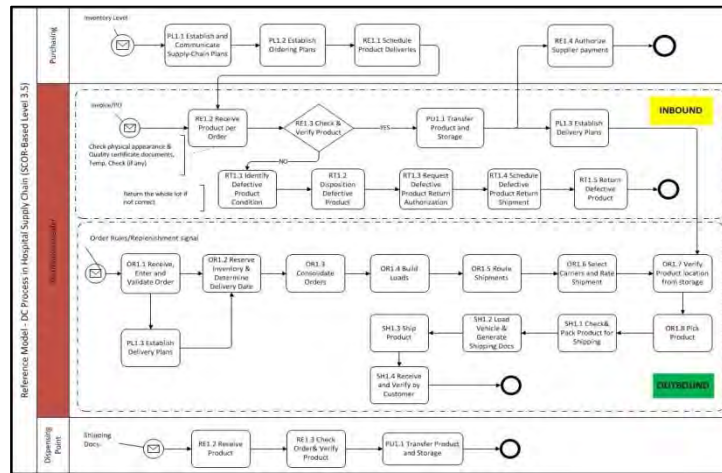 Reference Model - DC Process in Hospital Supply Chain (SCOR-Based Level 3.5)
Purchasing
Inventory Level
PL1.1 Establish and
Communicate
Supply-Chain Plans
PL1.2 Establish
Ordering Plans
RE1.1 Schedule
Product Deliveries
RE1.4 Authorize
Supplier payment
INBOUND
Invoice/PO
RE1.2 Receive
Product per
Order
RE1.3 Check &
Verify Product
YES
PU1.1 Transfer
Product and
Storage
PL1.3 Establish
Delivery Plans
Check physical appearance &
Quality certificate documents,
Temp. Check (if any)
NO
Return the whole lot if
not correct
RT1.1 Identify
Defective
Product
Condition
RT1.2
Disposition
Defective
Product
RT1.3 Request
Defective
Product Return
Authorization
RT1.4 Schedule
Defective
Product Return
Shipment
RT1.5 Return
Defective
Product
Order Ruins/Replenishment signal
OR1.1 Receive,
Enter and
Validate Order
OR1.2 Reserve
Inventory &
Determine
Delivery Date
OR1.3
Consolidate
Orders
OR1.4 Build
Loads
OR1.5 Route
Shipments
OR1.6 Select
Carriers and Rate
Shipment
OR1.7 Verify
Product location
from storage
PL1.3 Establish
Delivery Plans
SH1.3 Ship
Product
SH1.2 Load
Vehicle &
Generate
Shipping Docs
SH1.1 Check&
Pack Product for
Shipping
OR1.8 Pick
Product
SH1.4 Receive
and Verify by
Customer
OUTBOUND
Dispensing
Point
Shipping
Docs.
RE1.2 Receive
Product
RE1.3 Check
Order& Verify
Product
PU1.1 Transfer Product
and Storage